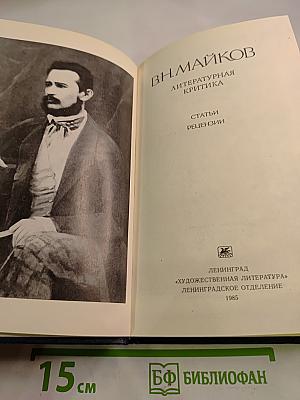 В.Н. МАЙКОВ
ЛИТЕРАТУРНАЯ
КРИТИКА
СТАТЬИ
РЕЦЕНЗИИ
ЛЕНИНГРАД
«ХУДОЖЕСТВЕННАЯ ЛИТЕРАТУРА»
ЛЕНИНГРАДСКОЕ ОТДЕЛЕНИЕ
1985
15 СМ
БФ БИБЛИОФАН